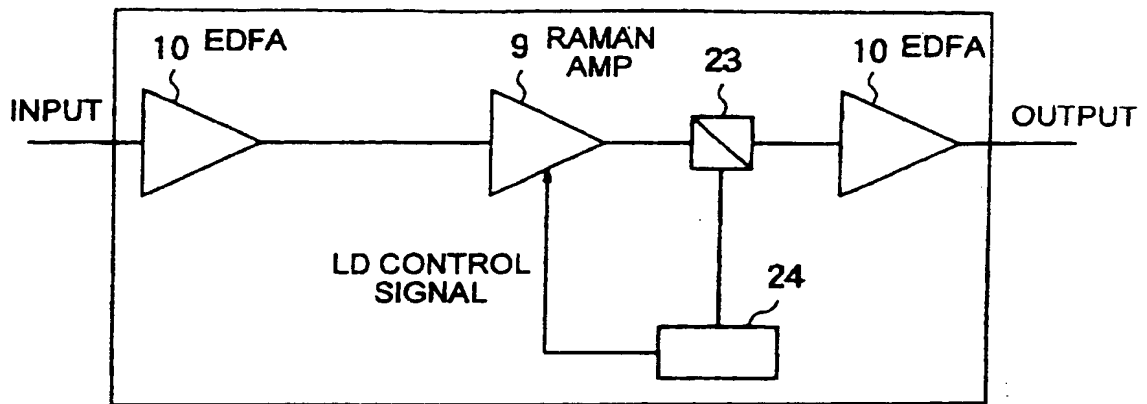 10 EDFA
9 RAMAN
AMP
23
10 EDFA
INPUT
OUTPUT
LD CONTROL
SIGNAL
24